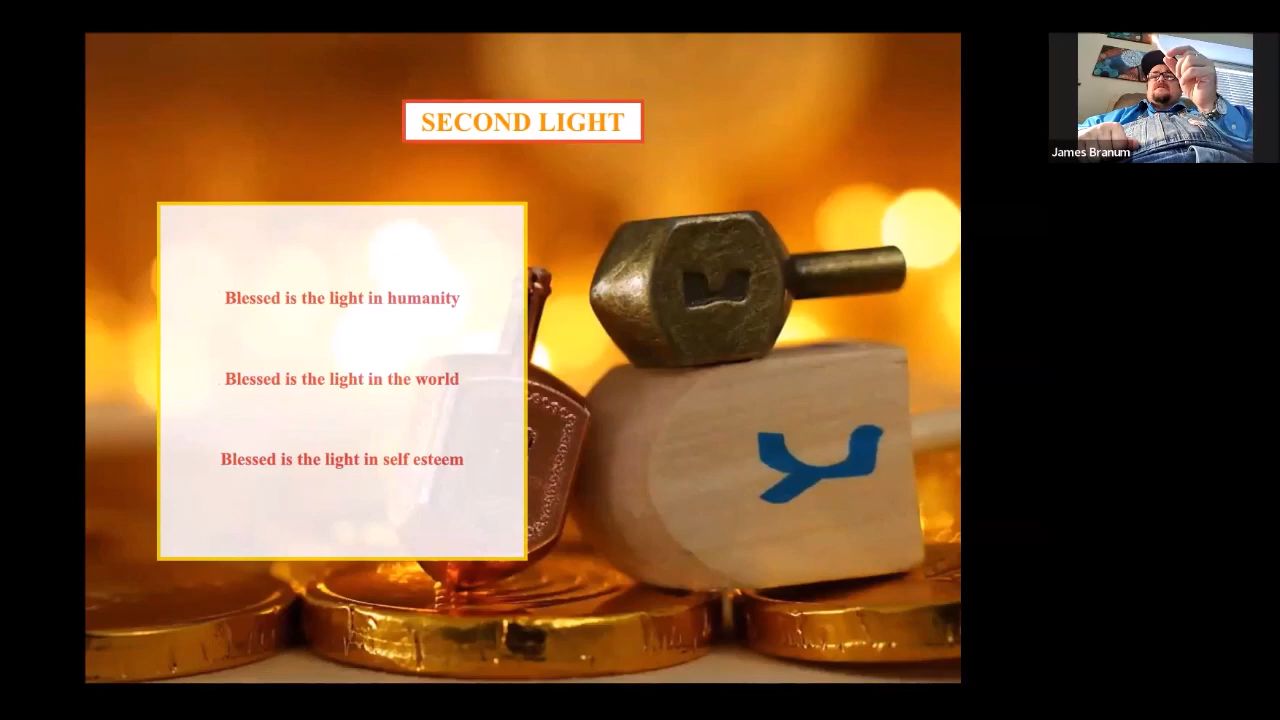 SECOND LIGHT
Blessed is the light in humanity
Blessed is the light in the world
Blessed is the light in self esteem
נ
ג
James Branum